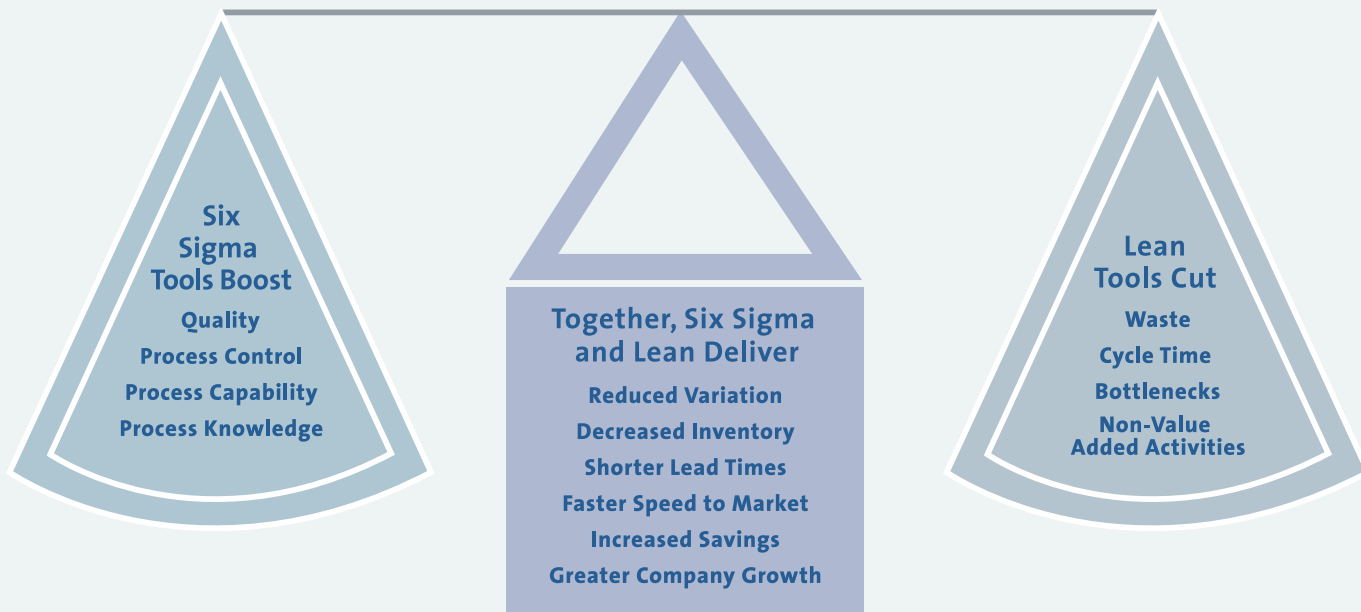 Six
Sigma
Tools Boost
Quality
Process Control
Process Capability
Process Knowledge
Together, Six Sigma
and Lean Deliver
Reduced Variation
Decreased Inventory
Shorter Lead Times
Faster Speed to Market
Increased Savings
Greater Company Growth
Lean
Tools Cut
Waste
Cycle Time
Bottlenecks
Non-Value
Added Activities